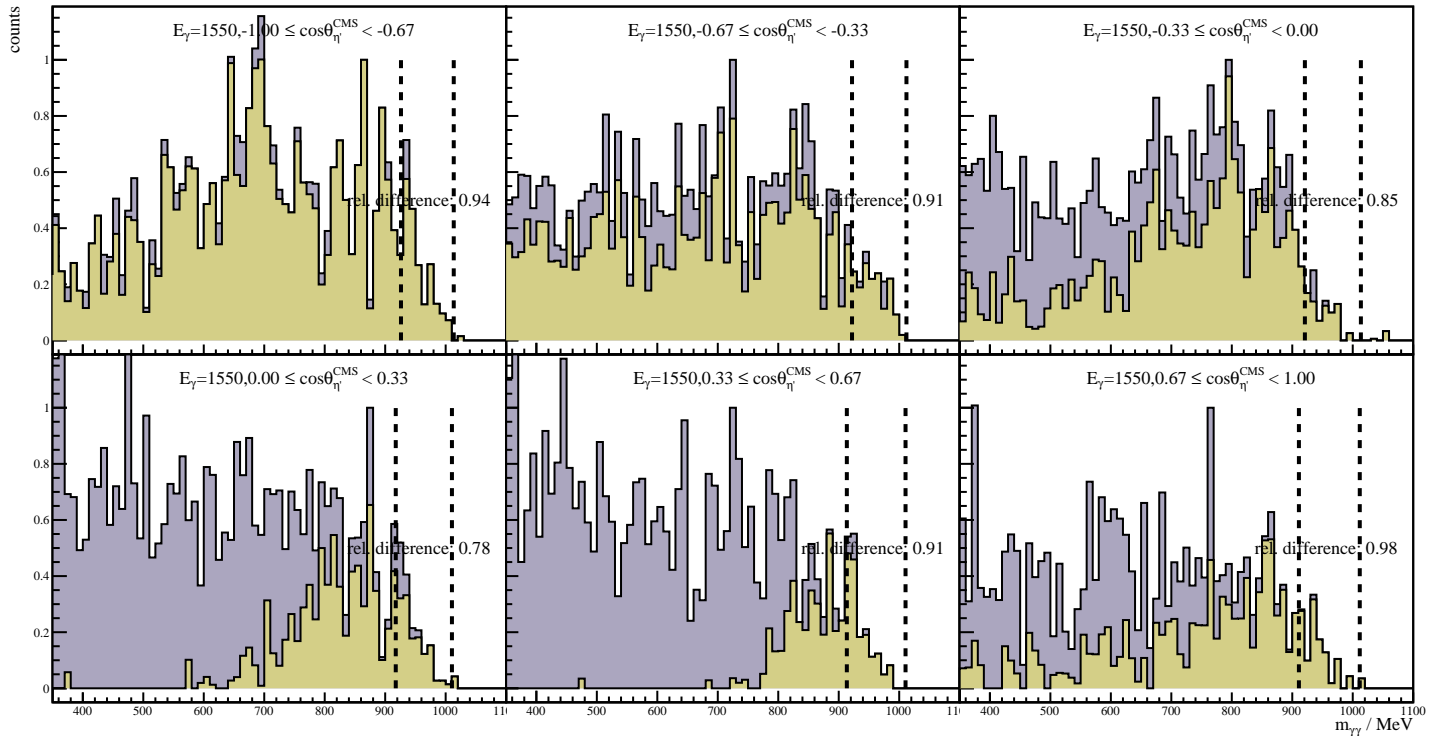 counts
E_γ=1550,-1.00 ≤ cosθ_η'^CMS < -0.67
E_γ=1550,-0.67 ≤ cosθ_η'^CMS < -0.33
E_γ=1550,-0.33 ≤ cosθ_η'^CMS < 0.00
1
0.8
0.6
0.4
0.2
0
rel. difference: 0.94
rel. difference: 0.91
rel. difference: 0.85
E_γ=1550,0.00 ≤ cosθ_η'^CMS < 0.33
E_γ=1550,0.33 ≤ cosθ_η'^CMS < 0.67
E_γ=1550,0.67 ≤ cosθ_η'^CMS < 1.00
1
0.8
0.6
0.4
0.2
0
rel. difference: 0.78
rel. difference: 0.91
rel. difference: 0.98
400 500 600 700 800 900 1000 11
400 500 600 700 800 900 1000 11
400 500 600 700 800 900 1000 1100
m_γγ / MeV